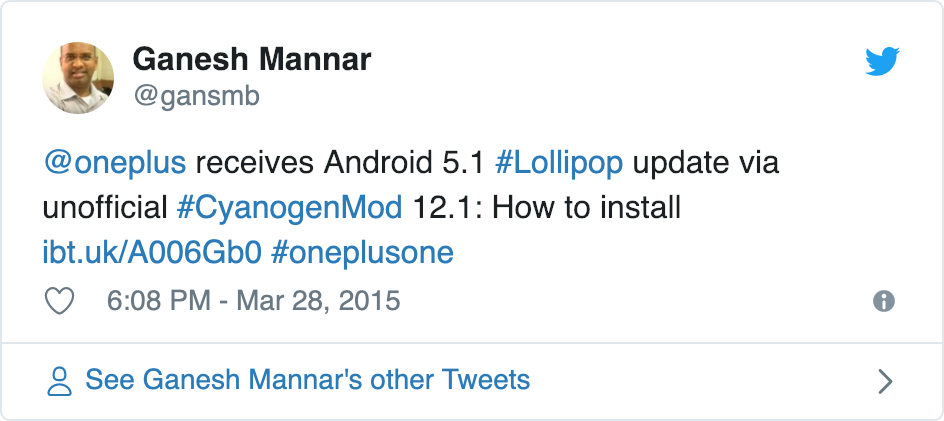 Ganesh Mannar
@gansmb
@oneplus receives Android 5.1 #Lollipop update via
unofficial #CyanogenMod 12.1: How to install
ibt.uk/A006Gb0 #oneplusone
6:08 PM - Mar 28, 2015
See Ganesh Mannar's other Tweets